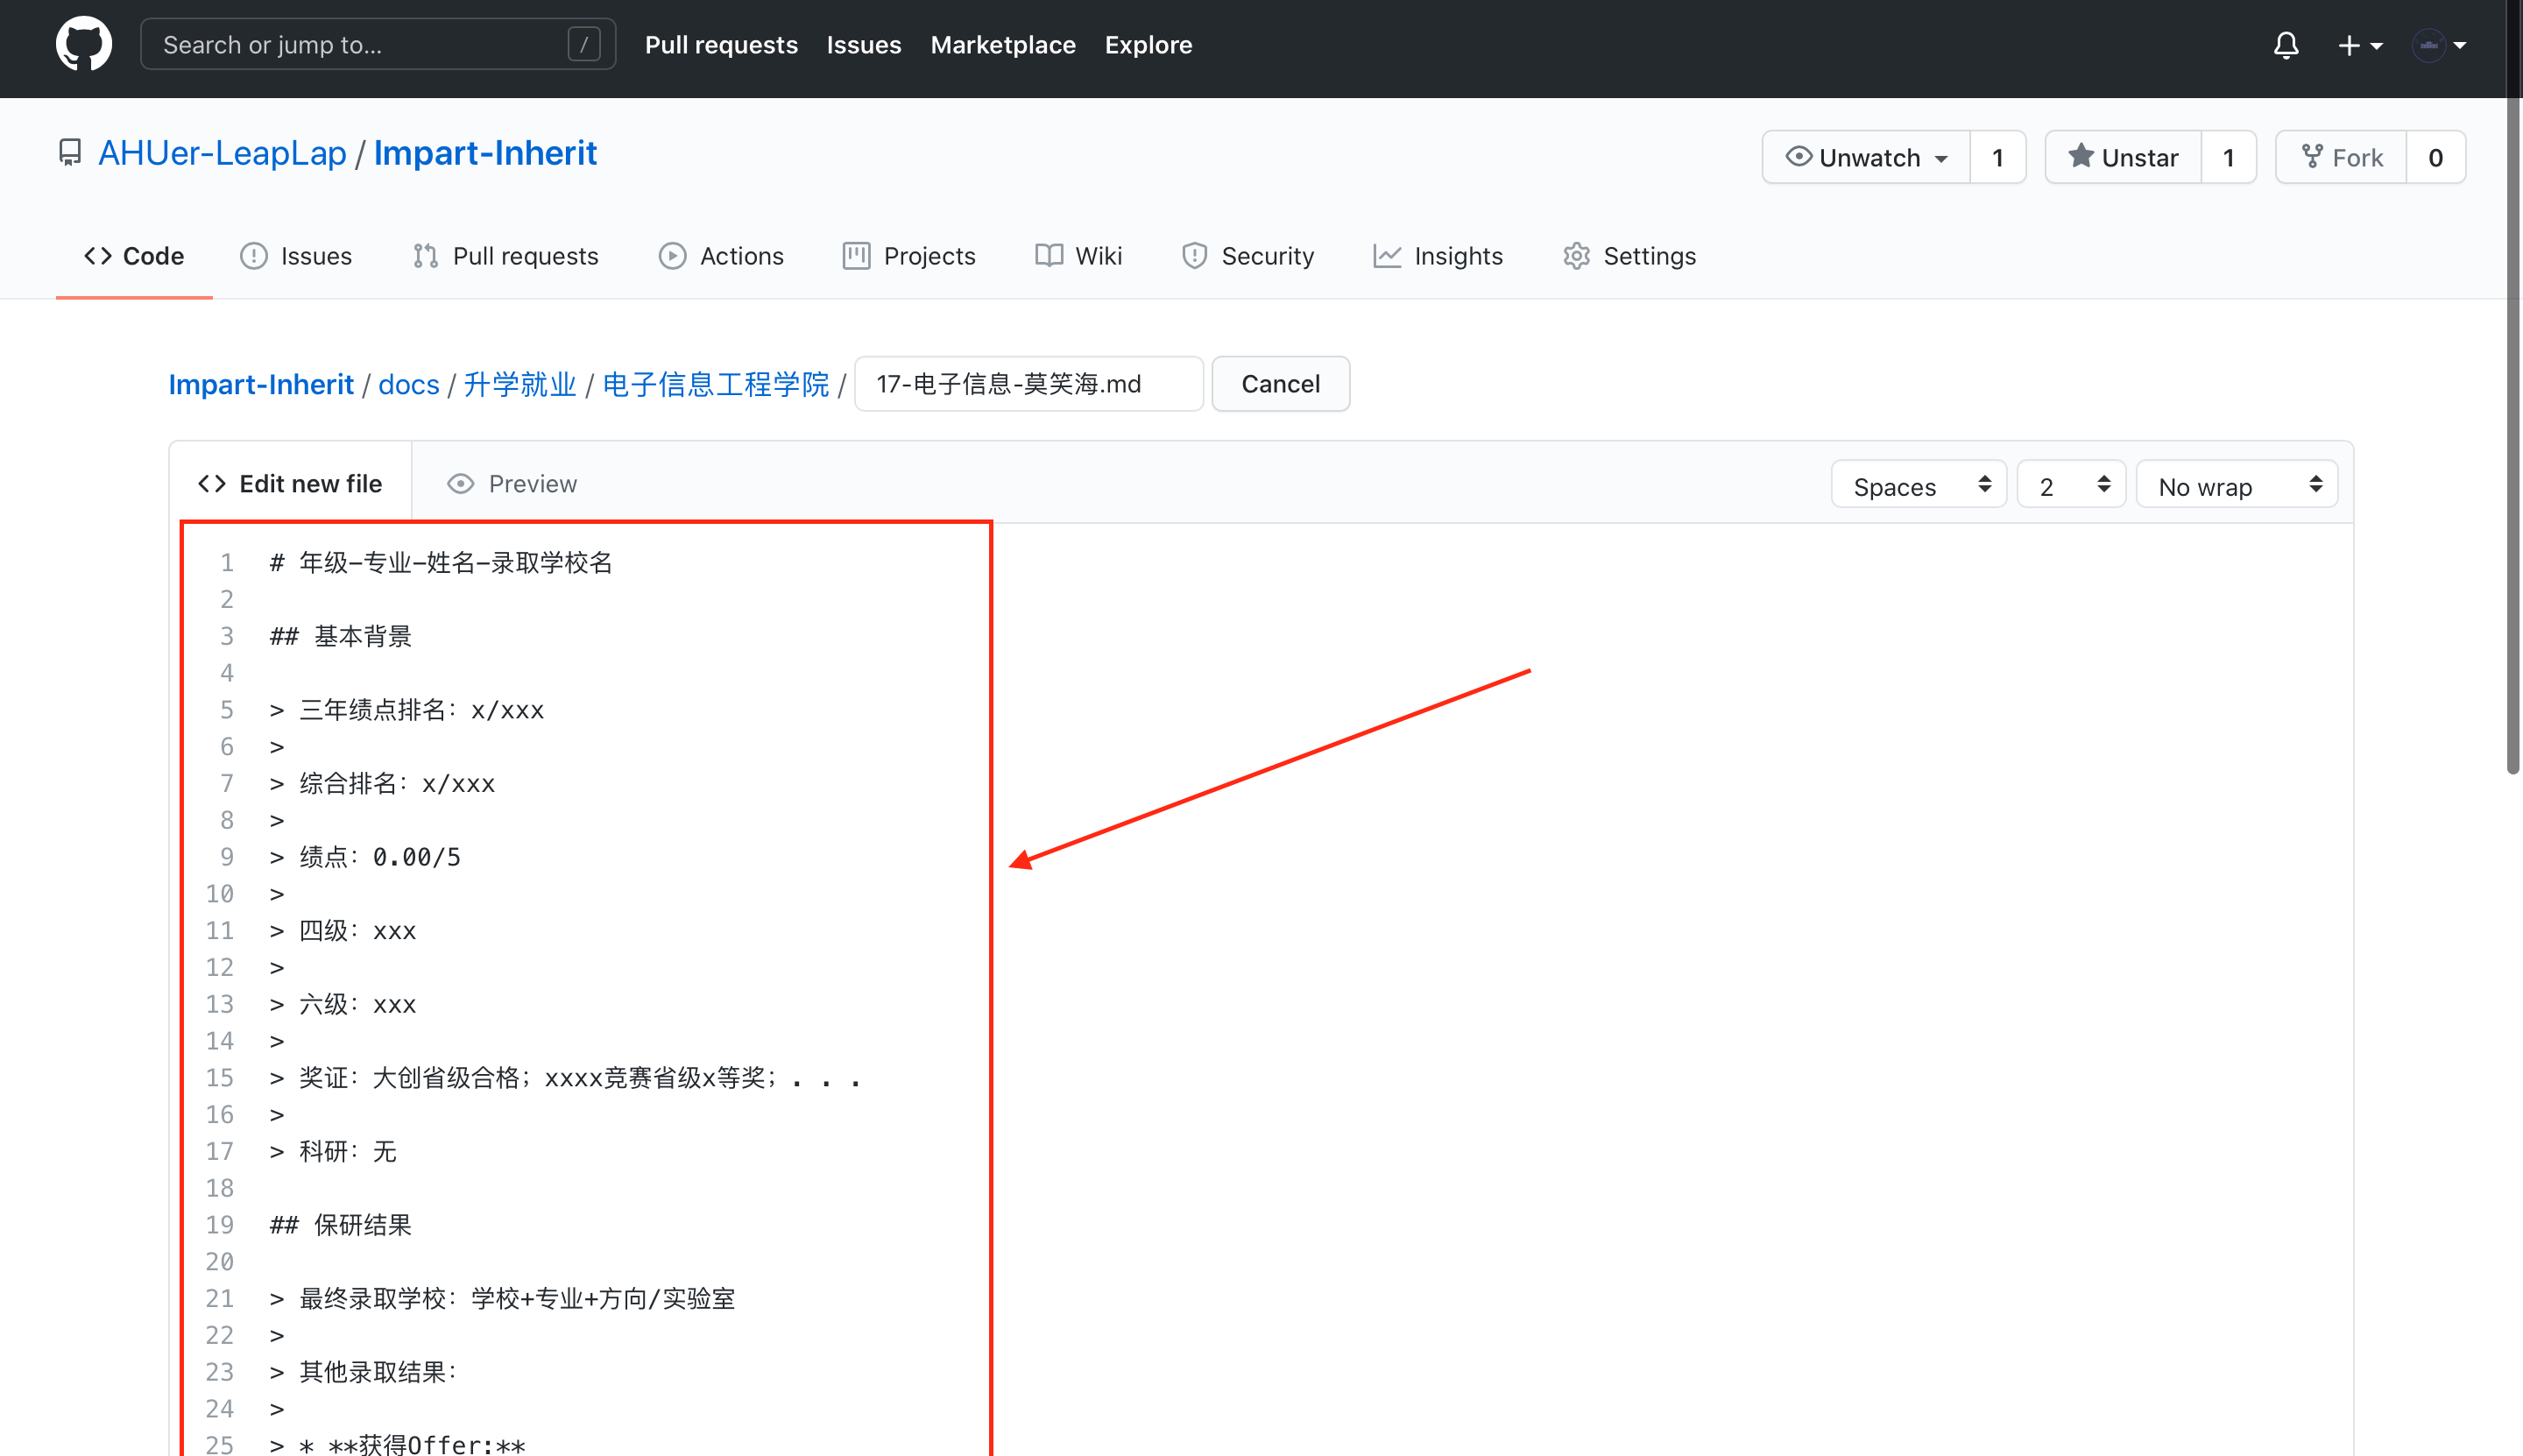 Search or jump to... / Pull requests Issues Marketplace Explore
AHUer-LeapLap / Impart-Inherit Unwatch 1 Unstar 1 Fork 0
Code Issues Pull requests Actions Projects Wiki Security Insights Settings
Impart-Inherit / docs / 升学就业 / 电子信息工程学院 / 17-电子信息-莫笑海.md Cancel
Edit new file Preview Spaces 2 No wrap
1 # 年级-专业-姓名-录取学校名
2
3 ## 基本背景
4
5 > 三年绩点排名：x/xxx
6 >
7 > 综合排名：x/xxx
8 >
9 > 绩点：0.00/5
10 >
11 > 四级：xxx
12 >
13 > 六级：xxx
14 >
15 > 奖证：大创省级合格；xxxx竞赛省级x等奖；. . .
16 >
17 > 科研：无
18
19 ## 保研结果
20
21 > 最终录取学校：学校+专业+方向/实验室
22 >
23 > 其他录取结果：
24 >
25 > * **获得Offer:**